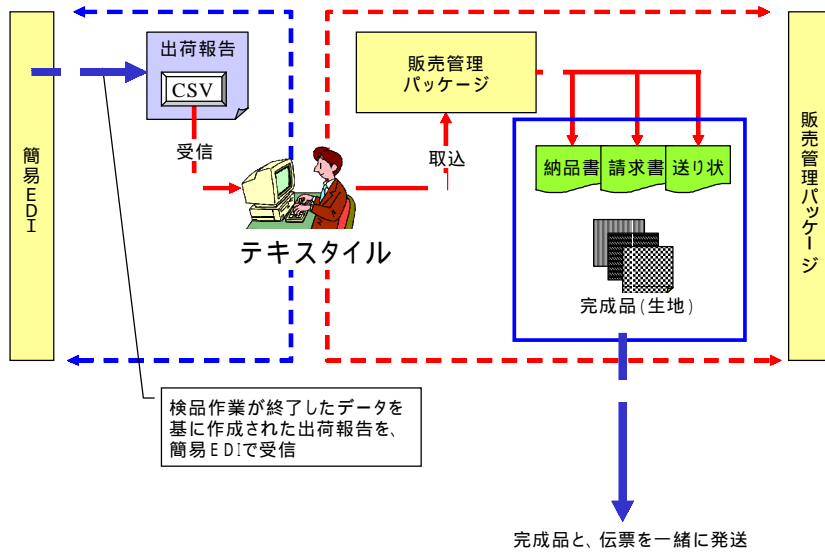 出荷報告
CSV
受信
簡易EDI
テキスタイル
販売管理
パッケージ
取込
納品書
請求書
送り状
完成品(生地)
販売管理パッケージ
検品作業が終了したデータを
基に作成された出荷報告を、
簡易EDIで受信
完成品と、伝票を一緒に発送